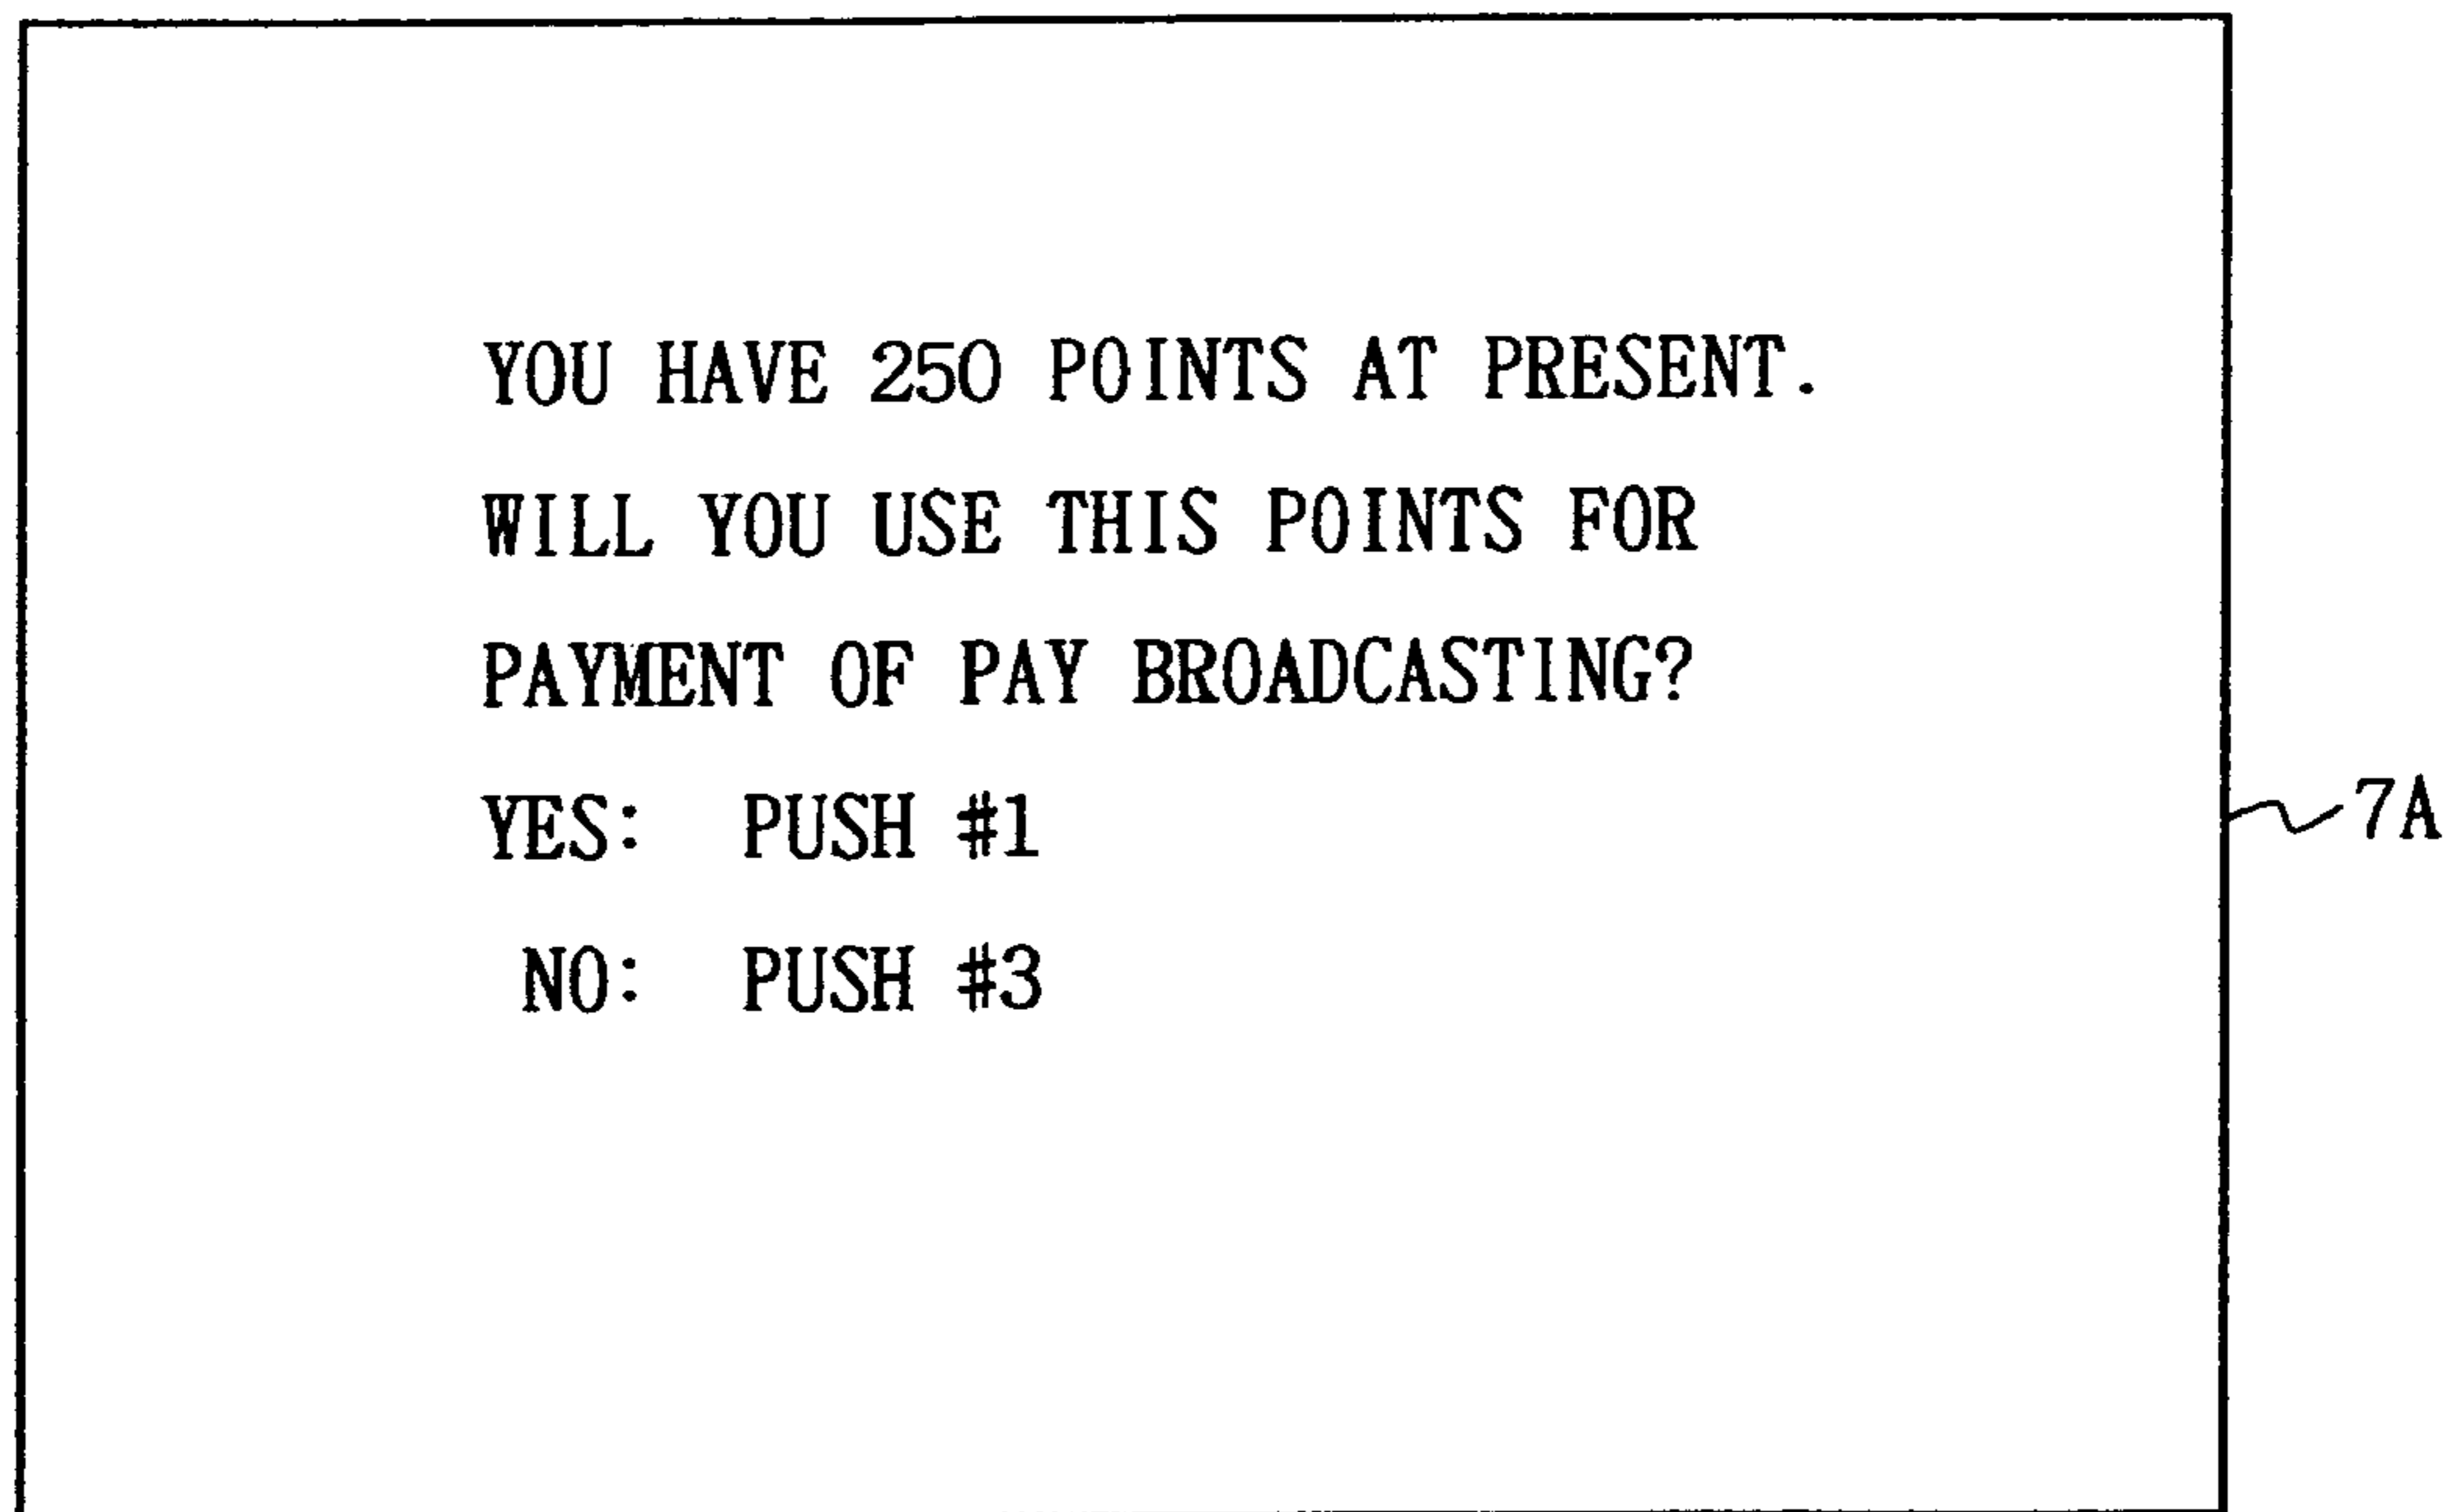 YOU HAVE 250 POINTS AT PRESENT.
WILL YOU USE THIS POINTS FOR
PAYMENT OF PAY BROADCASTING?
YES: PUSH #1
NO: PUSH #3
7A